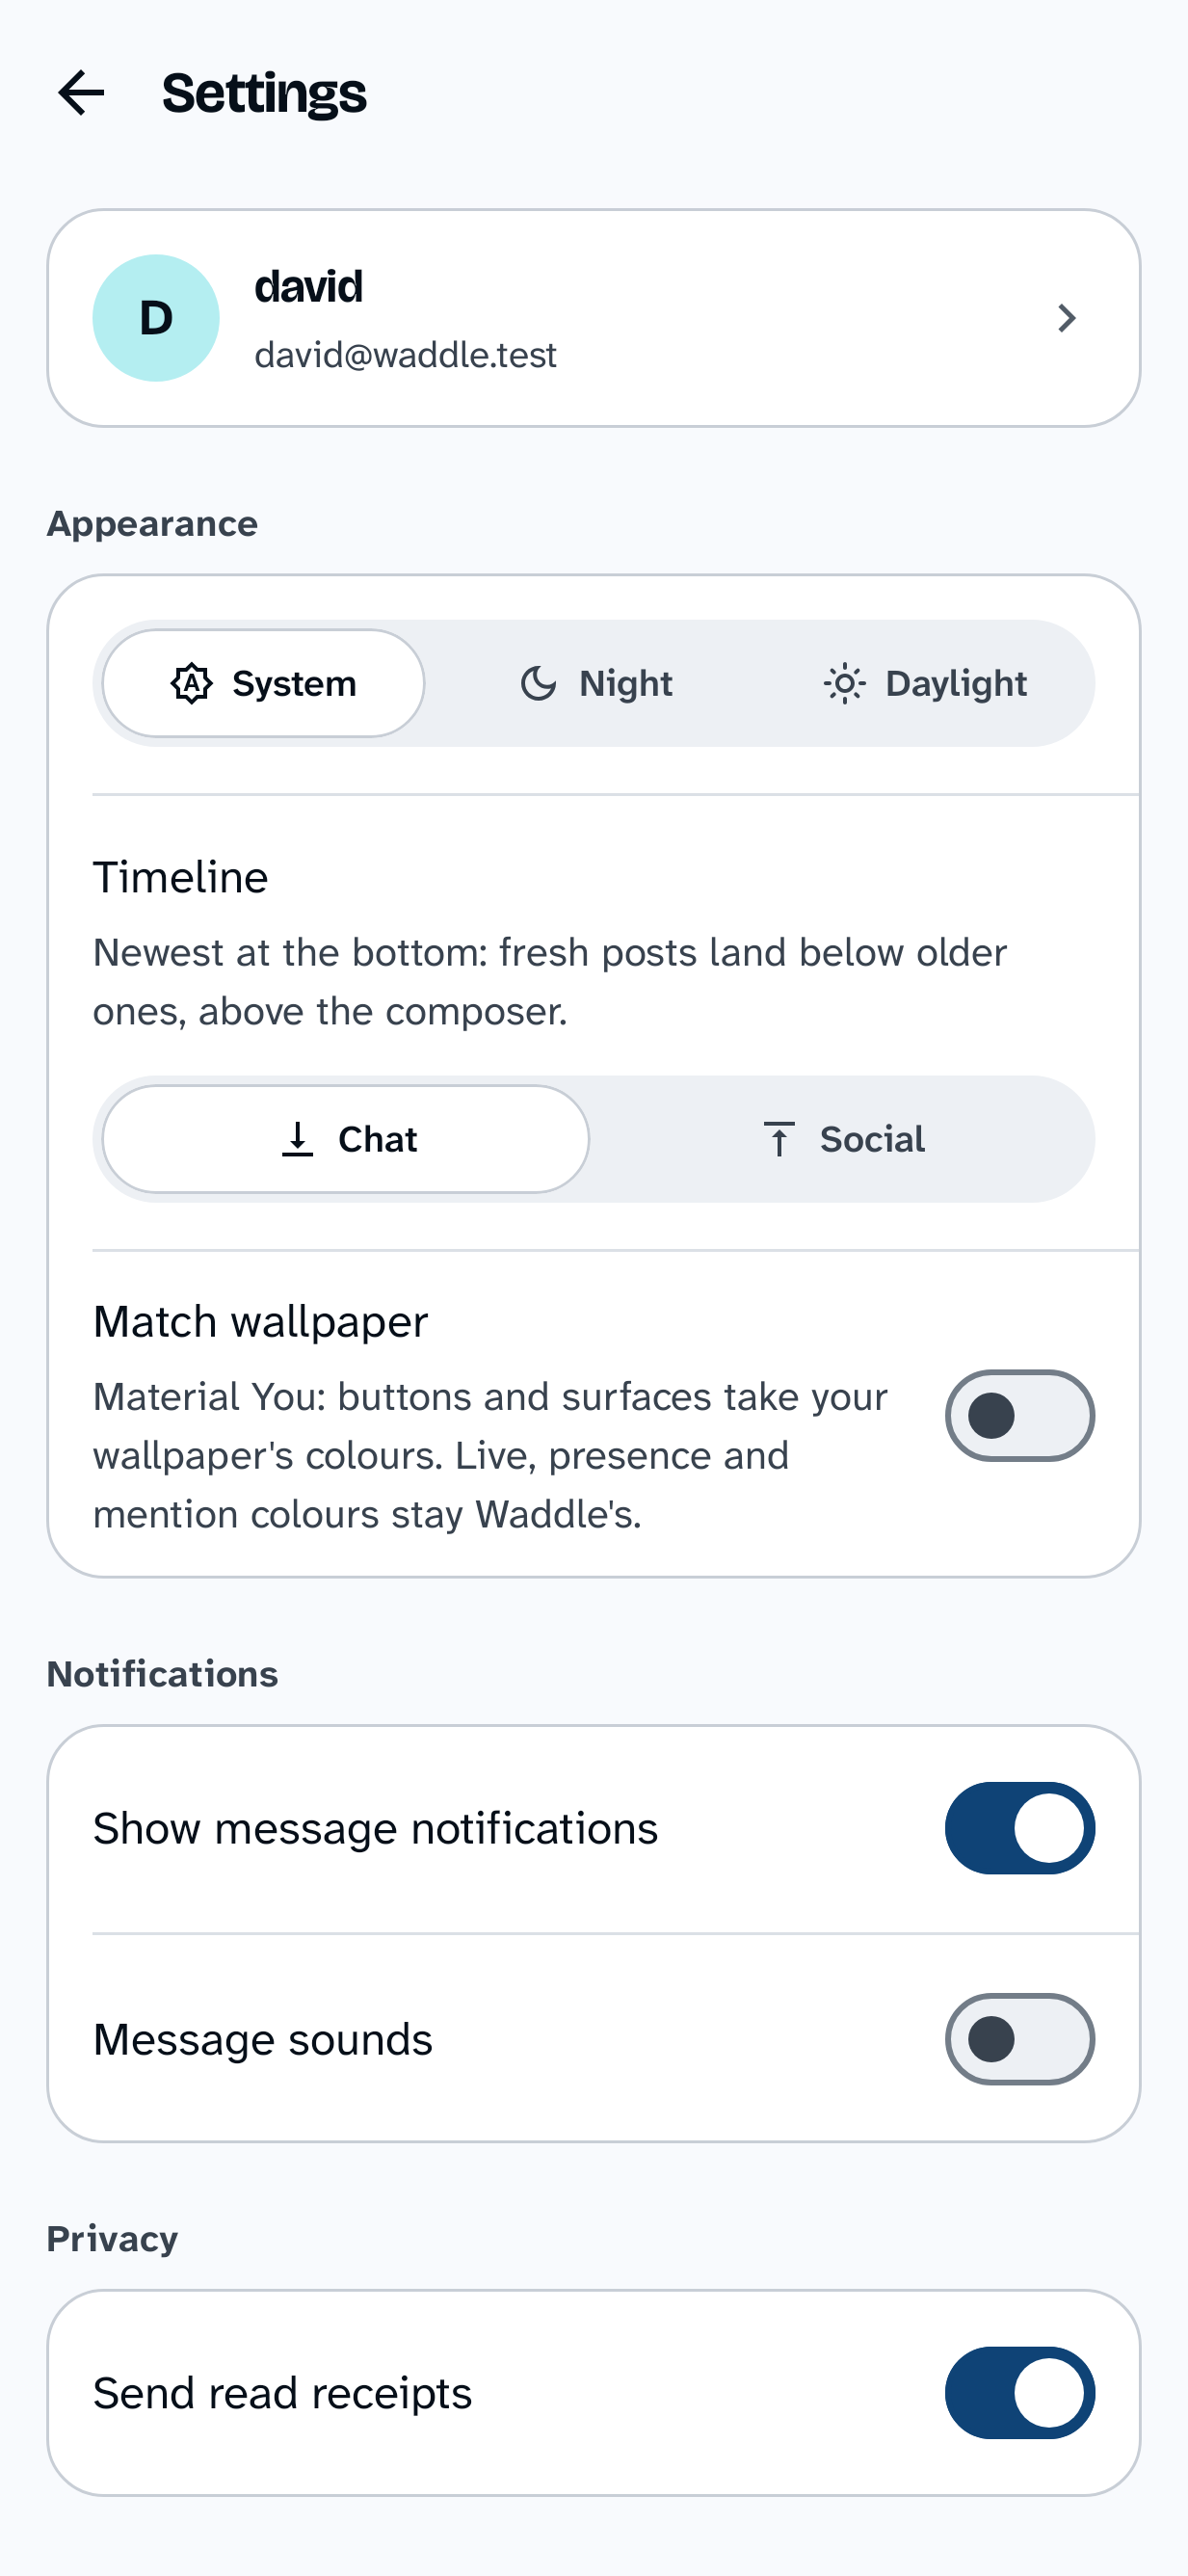 Settings
D
david
david@waddle.test
Appearance
System
Night
Daylight
Timeline
Newest at the bottom: fresh posts land below older
ones, above the composer.
Chat
Social
Match wallpaper
Material You: buttons and surfaces take your
wallpaper's colours. Live, presence and
mention colours stay Waddle's.
Notifications
Show message notifications
Message sounds
Privacy
Send read receipts